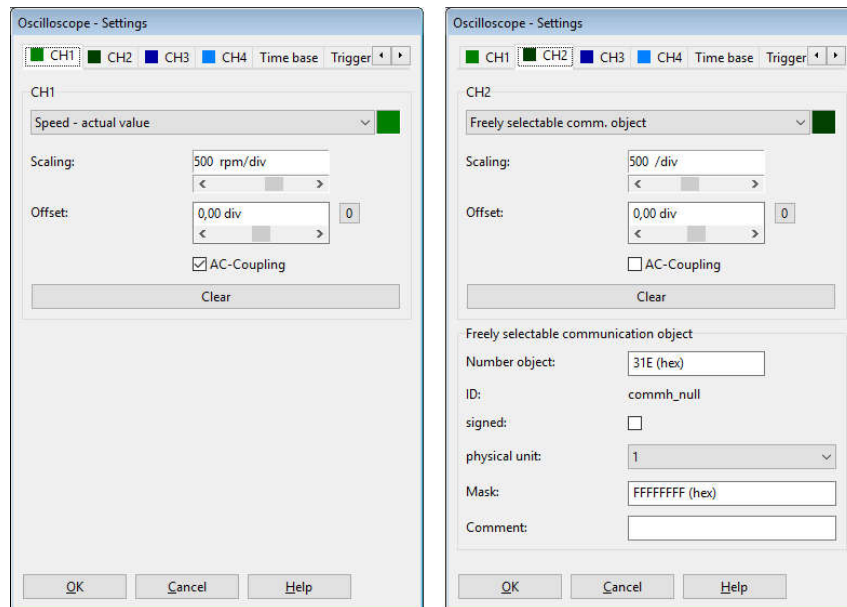 Oscilloscope - Settings
CH1 CH2 CH3 CH4 Time base Trigger
CH1
Speed - actual value
Scaling: 500 rpm/div
Offset: 0,00 div 0
AC-Coupling
Clear
OK Cancel Help
Oscilloscope - Settings
CH1 CH2 CH3 CH4 Time base Trigger
CH2
Freely selectable comm. object
Scaling: 500 /div
Offset: 0,00 div 0
AC-Coupling
Clear
Freely selectable communication object
Number object: 31E (hex)
ID: commh_null
signed:
physical unit: 1
Mask: FFFFFFFF (hex)
Comment:
OK Cancel Help